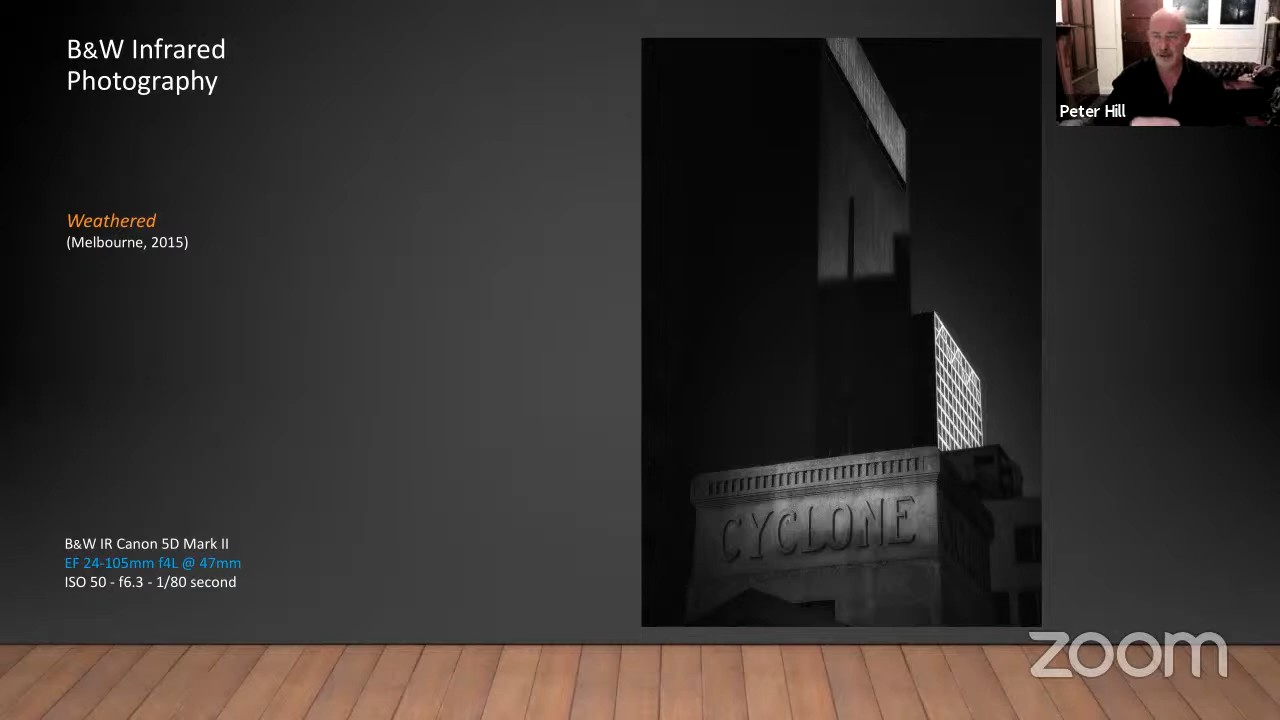 B&W Infrared
Photography
Peter Hill
Weathered
(Melbourne, 2015)
CYCLONE
B&W IR Canon 5D Mark II
EF 24-105mm f4L @ 47mm
ISO 50 - f6.3 - 1/80 second
zoom